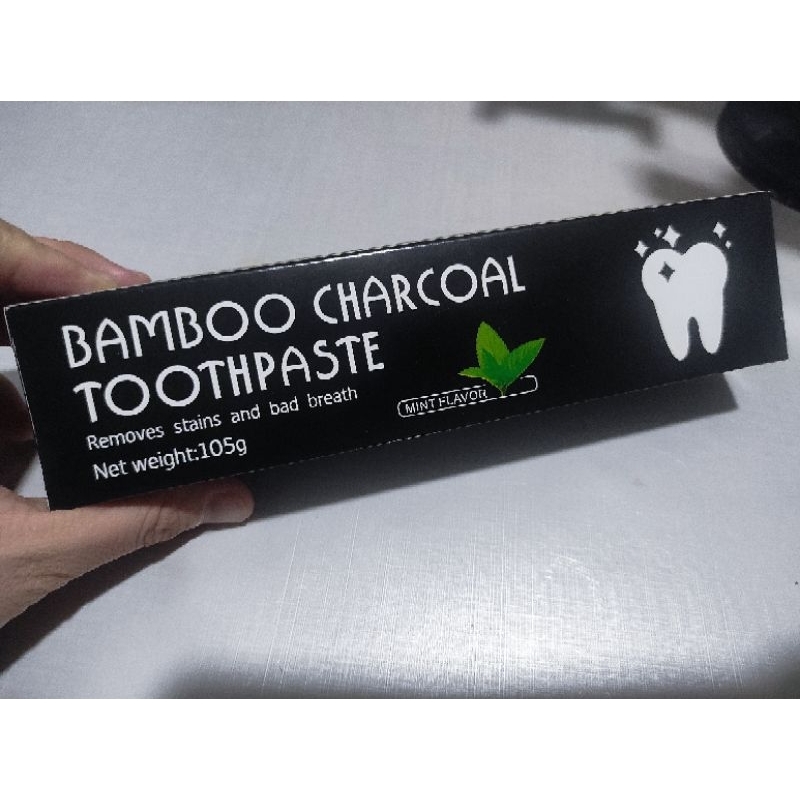 BAMBOO CHARCOAL
TOOTHPASTE
Removes stains and bad breath
Net weight:105g
MINT FLAVOR